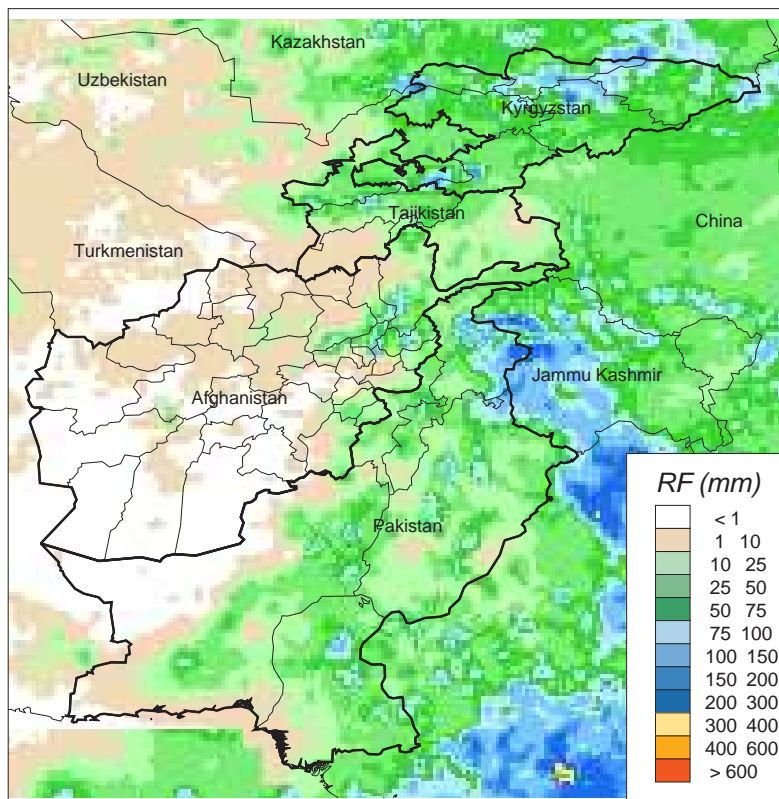 Kazakhstan
Uzbekistan
Kyrgyzstan
Tajikistan
China
Turkmenistan
Jammu Kashmir
Afghanistan
Pakistan
RF (mm)
< 1
1 10
10 25
25 50
50 75
75 100
100 150
150 200
200 300
300 400
400 600
> 600